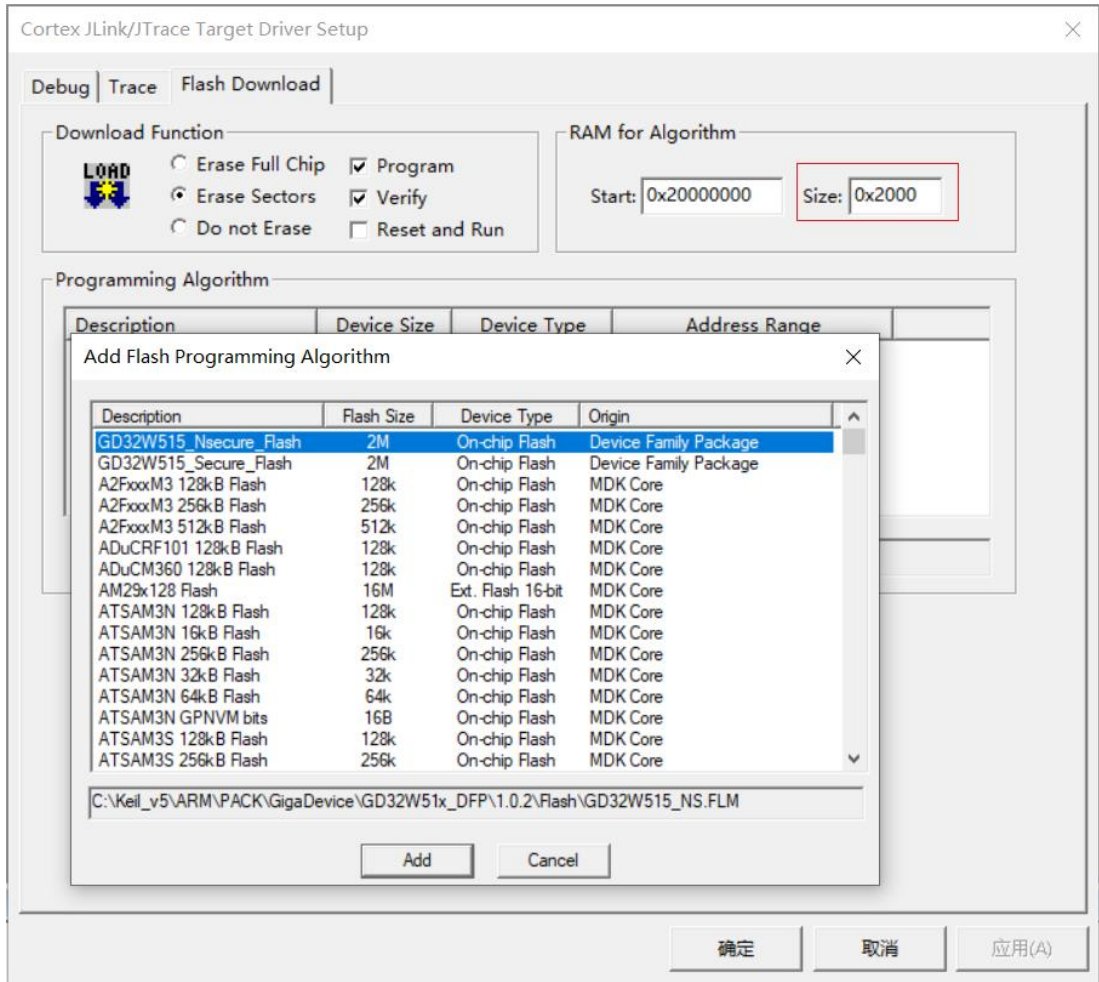 Cortex JLink/JTrace Target Driver Setup
Debug Trace Flash Download
Download Function
LOAD
Erase Full Chip
Program
Erase Sectors
Verify
Do not Erase
Reset and Run
RAM for Algorithm
Start: 0x20000000 Size: 0x2000
Programming Algorithm
Description Device Size Device Type Address Range
Add Flash Programming Algorithm
Description Flash Size Device Type Origin
GD32W515_Nsecure_Flash 2M On-chip Flash Device Family Package
GD32W515_Secure_Flash 2M On-chip Flash Device Family Package
A2FxxxM3 128kB Flash 128k On-chip Flash MDK Core
A2FxxxM3 256kB Flash 256k On-chip Flash MDK Core
A2FxxxM3 512kB Flash 512k On-chip Flash MDK Core
ADuCRF101 128kB Flash 128k On-chip Flash MDK Core
ADuCM360 128kB Flash 128k On-chip Flash MDK Core
AM29x128 Flash 16M Ext. Flash 16-bit MDK Core
ATSAM3N 128kB Flash 128k On-chip Flash MDK Core
ATSAM3N 16kB Flash 16k On-chip Flash MDK Core
ATSAM3N 256kB Flash 256k On-chip Flash MDK Core
ATSAM3N 32kB Flash 32k On-chip Flash MDK Core
ATSAM3N 64kB Flash 64k On-chip Flash MDK Core
ATSAM3N GPNVM bits 16B On-chip Flash MDK Core
ATSAM3S 128kB Flash 128k On-chip Flash MDK Core
ATSAM3S 256kB Flash 256k On-chip Flash MDK Core
C:\Keil_v5\ARM\PACK\GigaDevice\GD32W51x_DFP\1.0.2\Flash\GD32W515_NS.FLM
Add Cancel
确定 取消 应用(A)